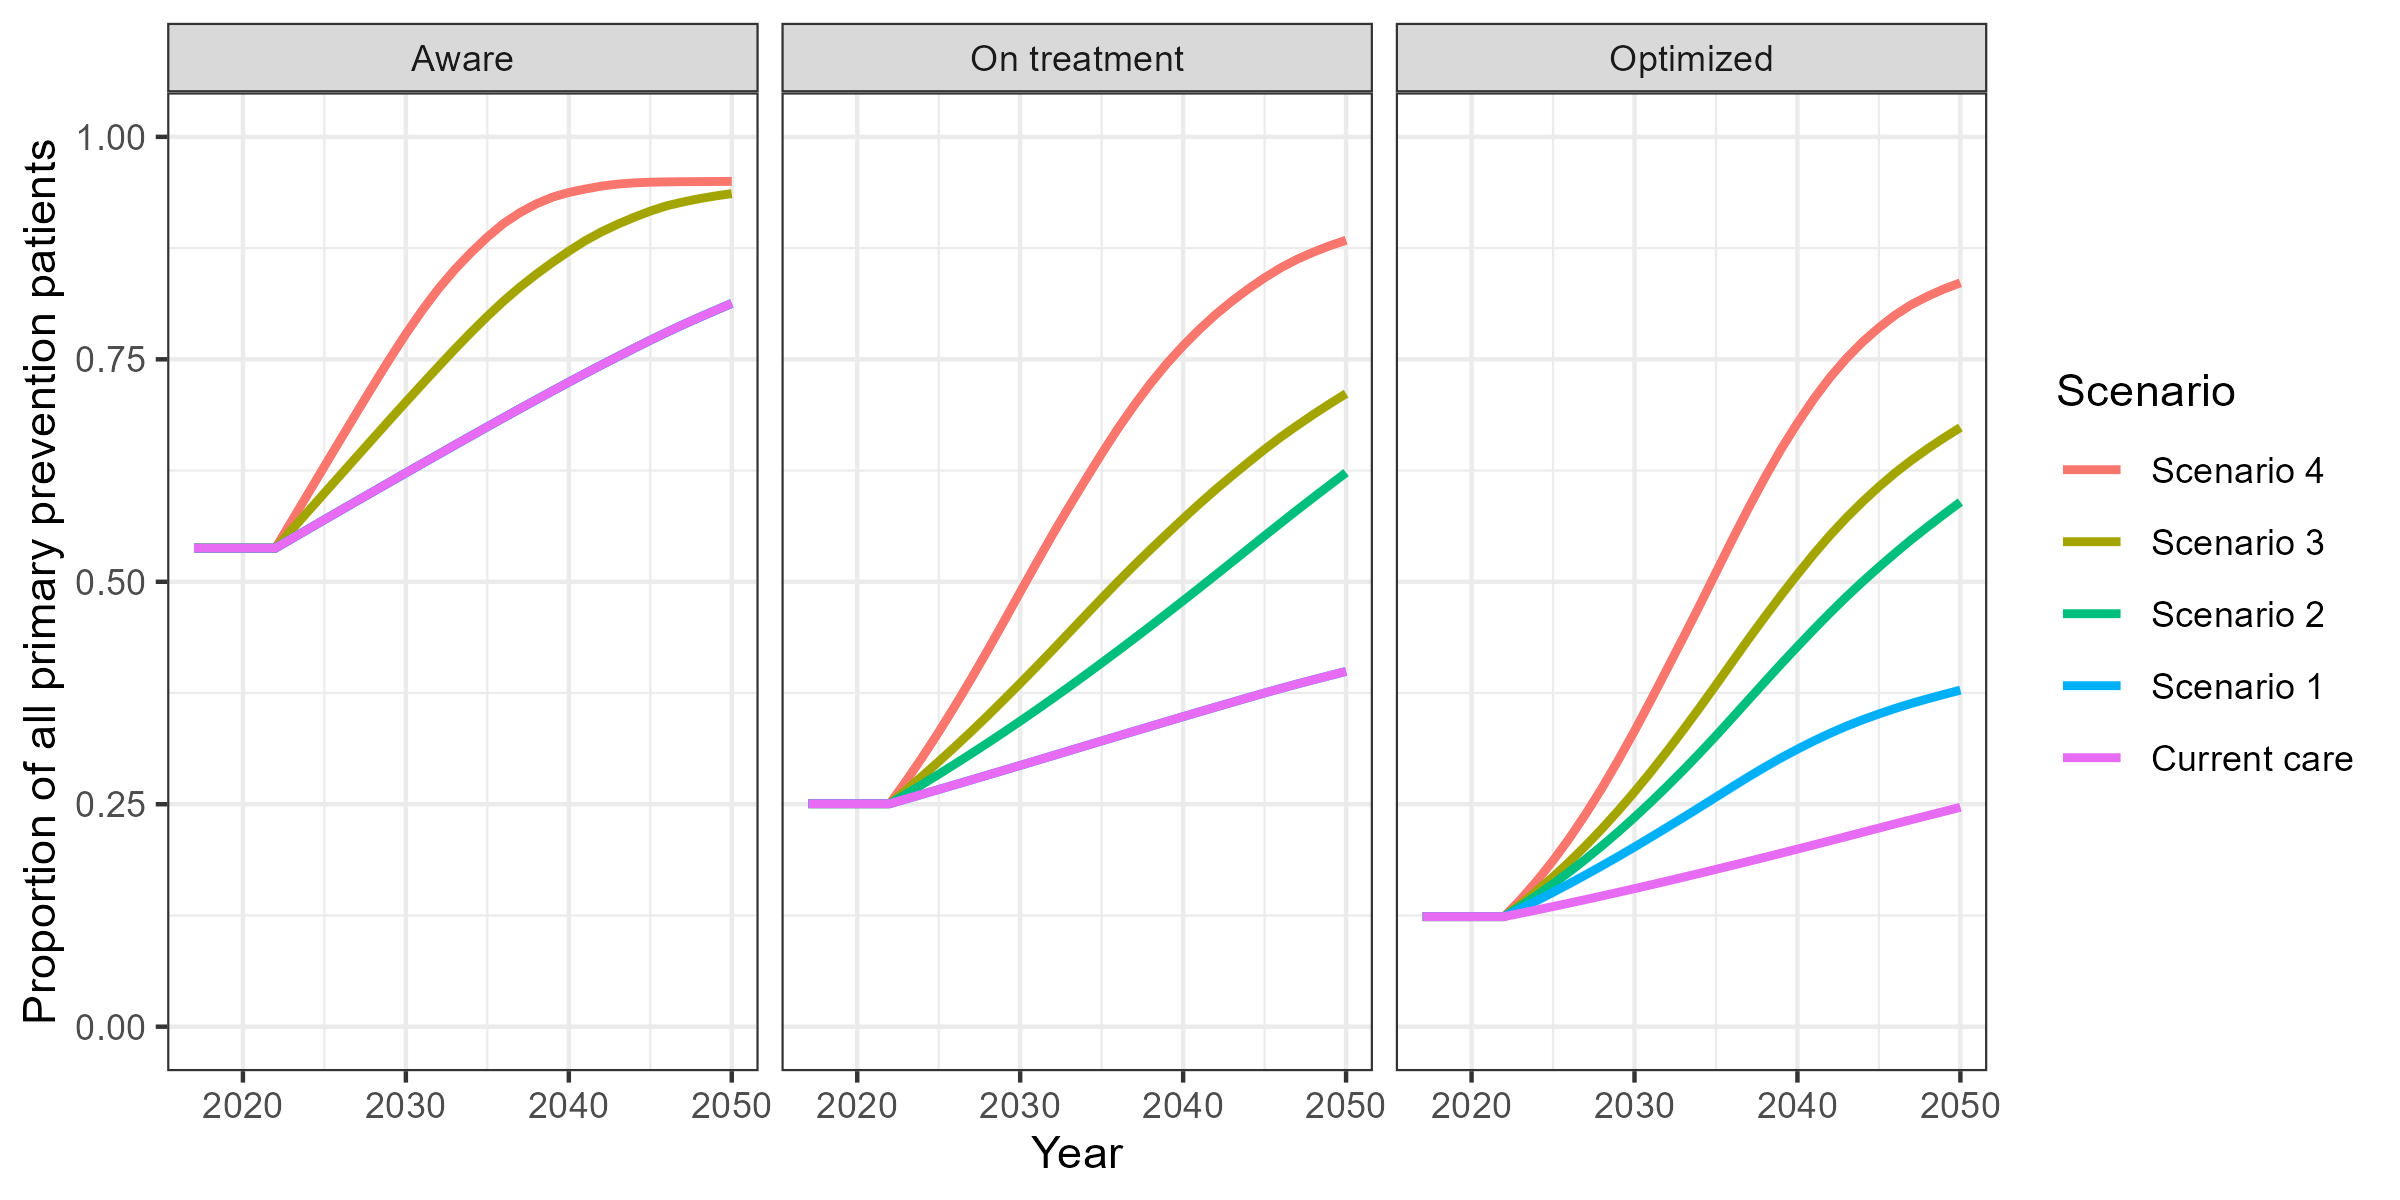 Aware
On treatment
Optimized
Proportion of all primary prevention patients
1.00
0.75
0.50
0.25
0.00
2020 2030 2040 2050
2020 2030 2040 2050
2020 2030 2040 2050
Year
Scenario
Scenario 4
Scenario 3
Scenario 2
Scenario 1
Current care